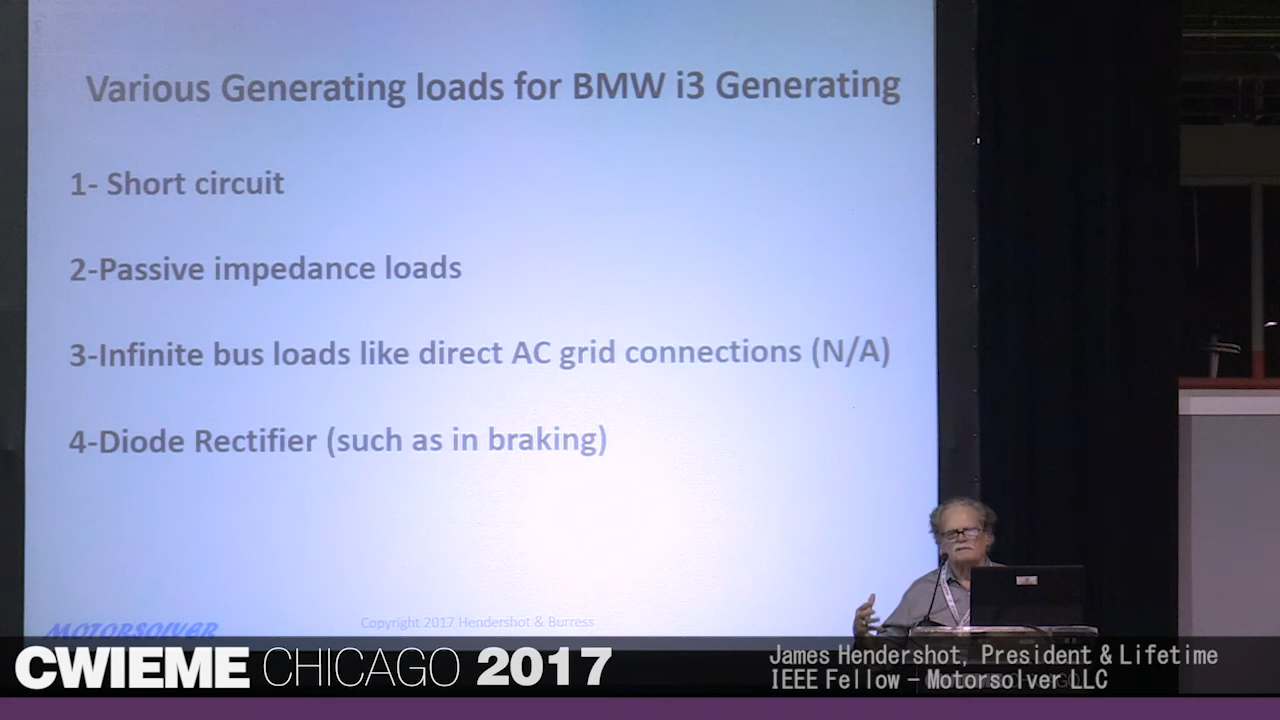 Various Generating loads for BMW i3 Generating
1- Short circuit
2-Passive impedance loads
3-Infinite bus loads like direct AC grid connections (N/A)
4-Diode Rectifier (such as in braking)
MOTORSOLVER
Copyright 2017 Hendershot & Burress
CWIEME CHICAGO 2017
James Hendershot, President & Lifetime
IEEE Fellow - Motorsolver LLC